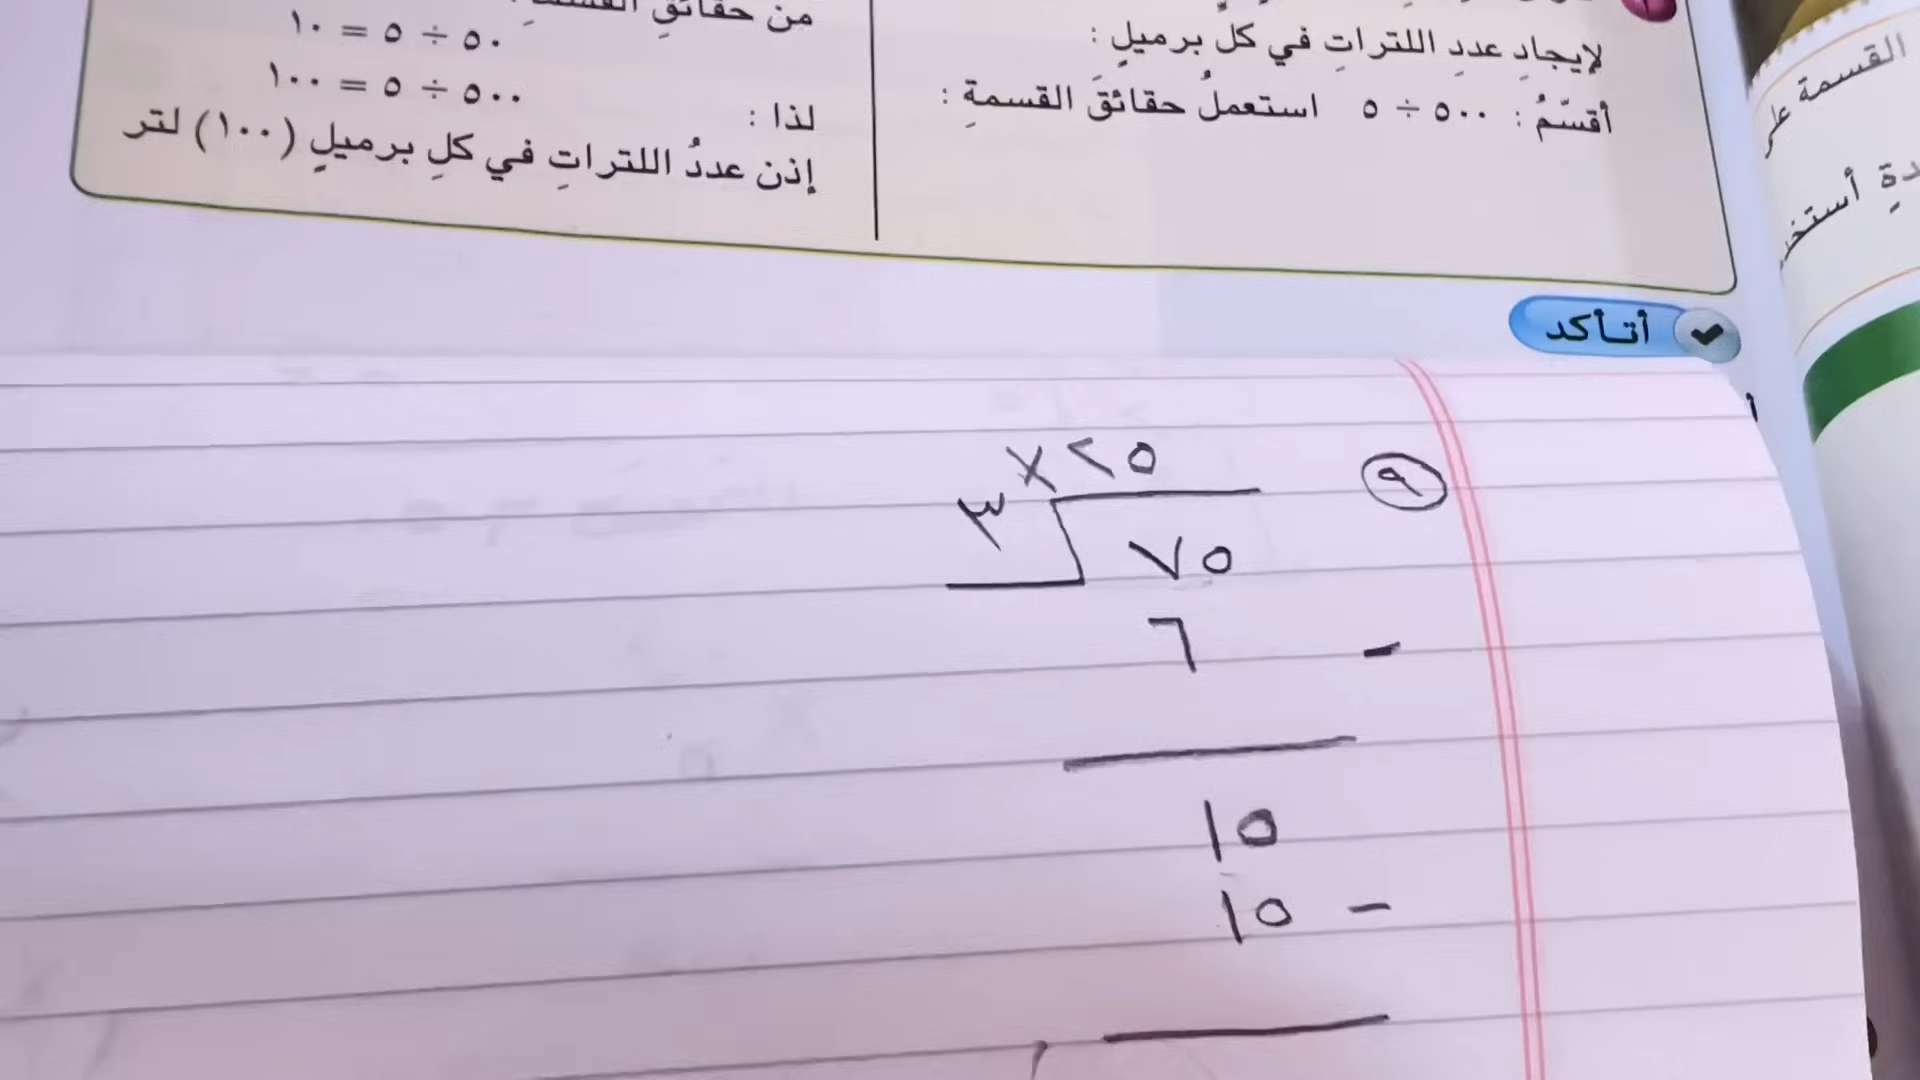 لإيجادِ عددِ اللتراتِ في كلِّ برميلٍ :
أقسّمُ : ٥٠٠ ÷ ٥ استعملُ حقائقَ القسمةِ :
من حقائقِ القسمةِ
٥٠ ÷ ٥ = ١٠
٥٠٠ ÷ ٥ = ١٠٠
لذا :
إذن عددُ اللتراتِ في كلِ برميلٍ (١٠٠) لتر
القسمة على
أتأكد
٩
× ٢٥
٣ ٧٥
٦ -
١٥
١٥ -